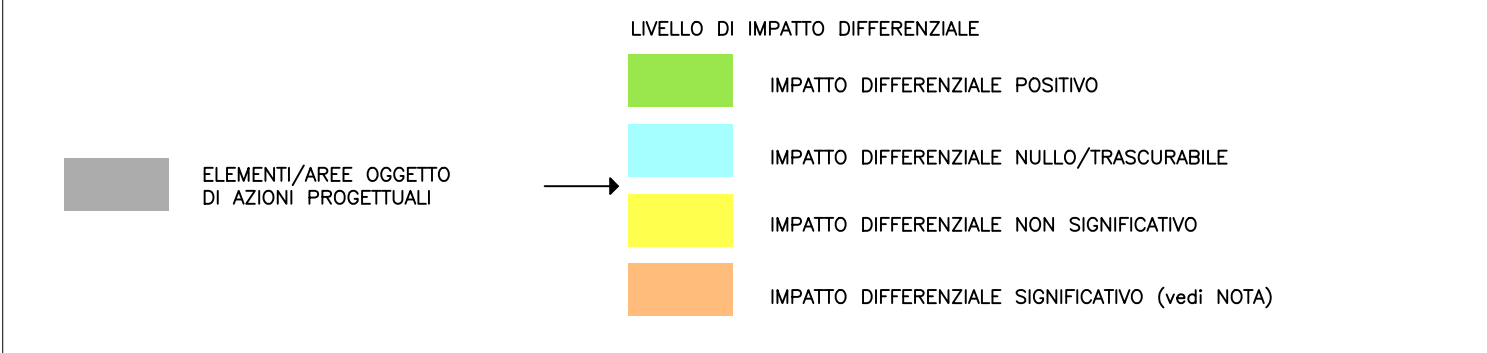 LIVELLO DI IMPATTO DIFFERENZIALE
IMPATTO DIFFERENZIALE POSITIVO
IMPATTO DIFFERENZIALE NULLO/TRASCURABILE
ELEMENTI/AREE OGGETTO
DI AZIONI PROGETTUALI
IMPATTO DIFFERENZIALE NON SIGNIFICATIVO
IMPATTO DIFFERENZIALE SIGNIFICATIVO (vedi NOTA)